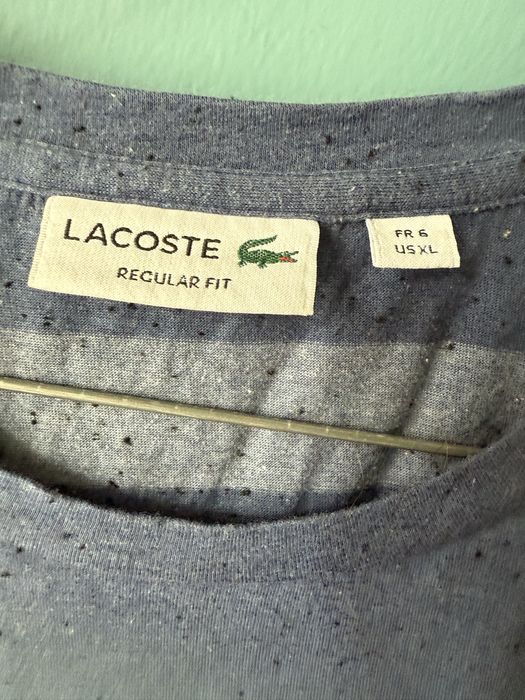 LACOSTE
REGULAR FIT
FR 6
US XL